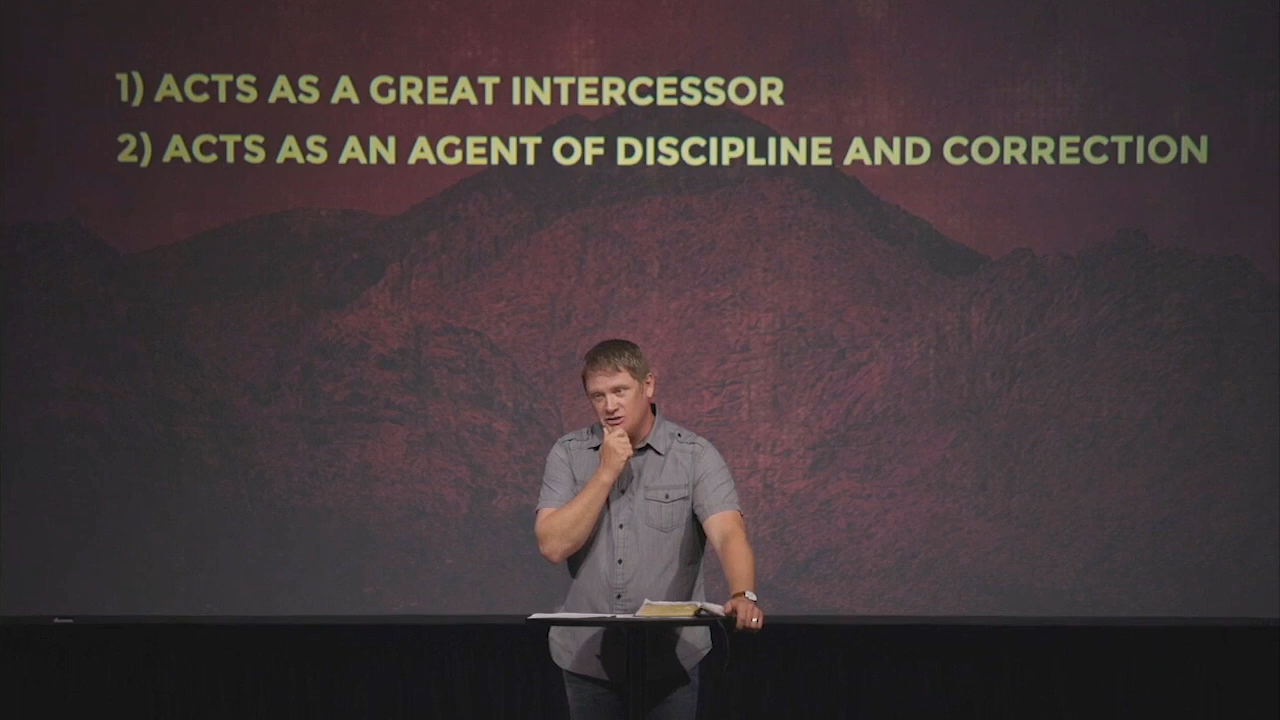 1) ACTS AS A GREAT INTERCESSOR
2) ACTS AS AN AGENT OF DISCIPLINE AND CORRECTION